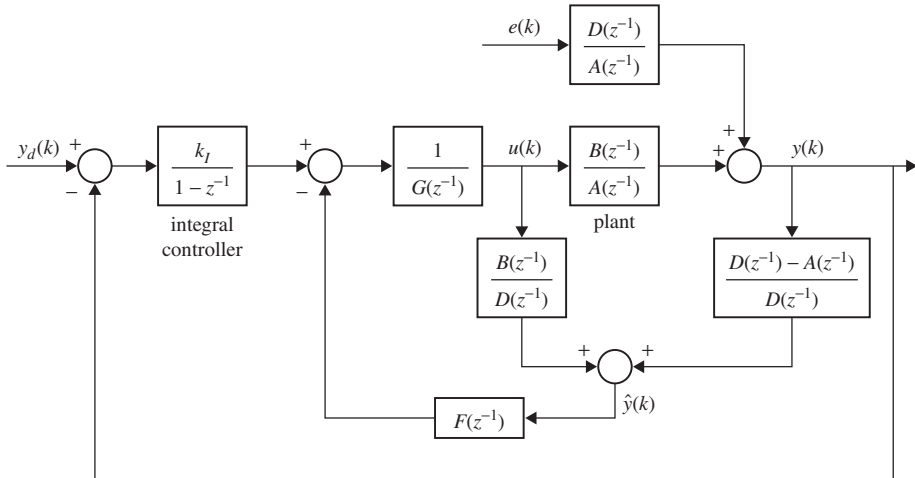 e(k)
D(z⁻¹)
A(z⁻¹)
+
y_d(k)
+
−
k_I
1 − z⁻¹
integral
controller
+
−
1
G(z⁻¹)
u(k)
B(z⁻¹)
A(z⁻¹)
plant
+
y(k)
B(z⁻¹)
D(z⁻¹)
D(z⁻¹) − A(z⁻¹)
D(z⁻¹)
+
+
ŷ(k)
F(z⁻¹)